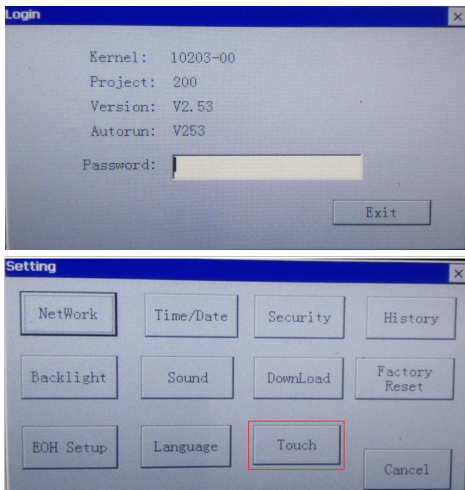 Login
Kernel: 10203-00
Project: 200
Version: V2.53
Autorun: V253
Password:
Exit
Setting
NetWork Time/Date Security History
Backlight Sound DownLoad Factory Reset
EOH Setup Language Touch Cancel